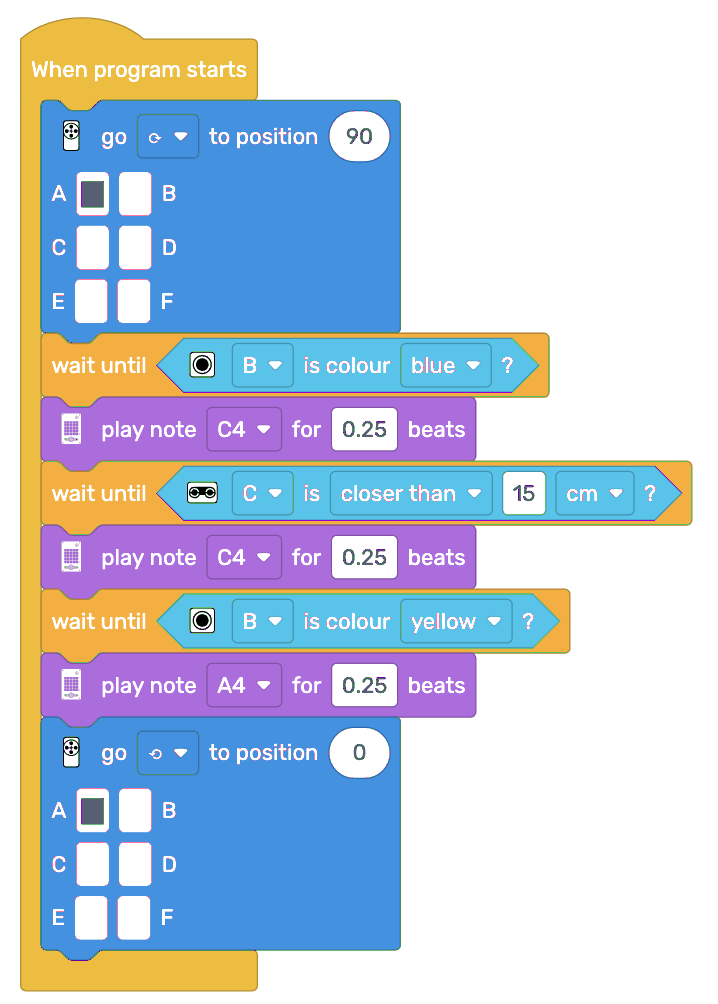 When program starts
go to position 90
A B
C D
E F
wait until B is colour blue ?
play note C4 for 0.25 beats
wait until C is closer than 15 cm ?
play note C4 for 0.25 beats
wait until B is colour yellow ?
play note A4 for 0.25 beats
go to position 0
A B
C D
E F